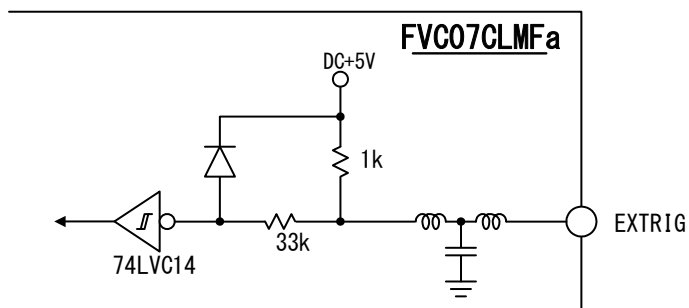 FVC07CLMFa
DC+5V
1k
33k
EXTRIG
74LVC14